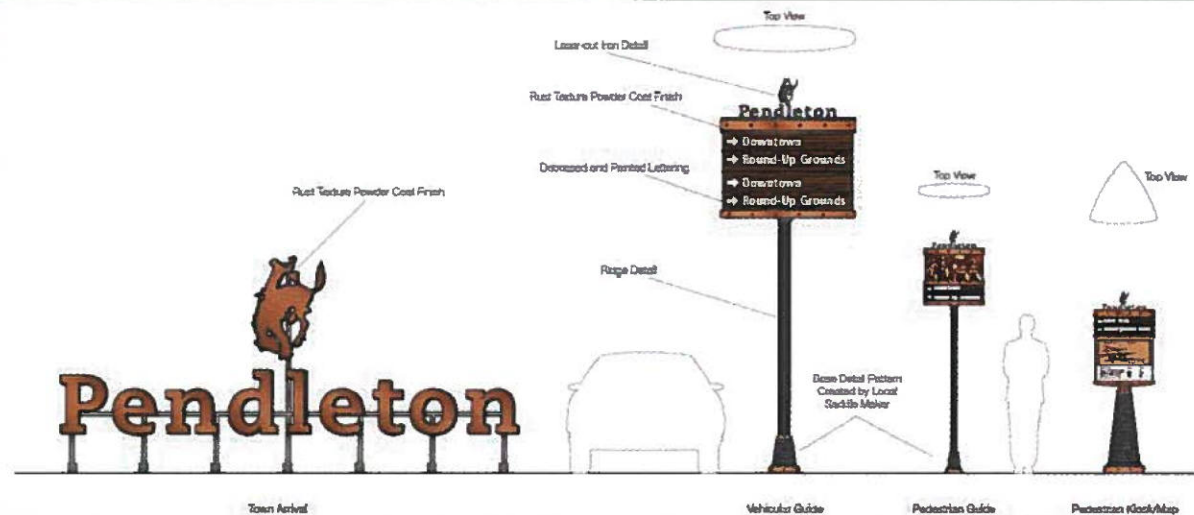 Top View
Laser-cut Iron Detail
Rust Texture Powder Coat Finish
Pendleton
➔ Downtown
➔ Round-Up Grounds
➔ Downtown
➔ Round-Up Grounds
Debossed and Painted Lettering
Top View
Top View
Rust Texture Powder Coat Finish
Ridge Detail
Pendleton
Pendleton
Base Detail Pattern
Created by Local
Saddle Maker
Pendleton
Town Arrival
Vehicular Guide
Pedestrian Guide
Pedestrian Kiosk/Map